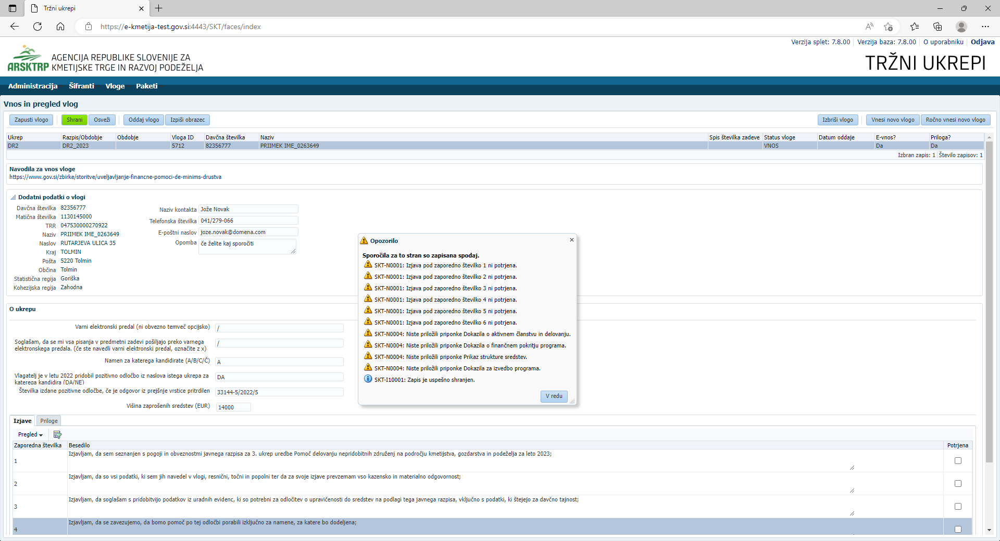 Tržni ukrepi
https://e-kmetija-test.gov.si:4443/SKT/faces/index
Verzija splet: 7.8.00 Verzija baza: 7.8.00 O uporabniku Odjava
ARSKTRP
AGENCIJA REPUBLIKE SLOVENIJE ZA
KMETIJSKE TRGE IN RAZVOJ PODEŽELJA
TRŽNI UKREPI
Administracija Šifranti Vloge Paketi
Vnos in pregled vlog
Zapusti vlogo Shrani Osveži Oddaj vlogo Izpiši obrazec Izbriši vlogo Vnesi novo vlogo Ročno vnesi novo vlogo
Ukrep Razpis/Obdobje Obdobje Vloga ID Davčna številka Naziv Spis številka zadeve Status vloge Datum oddaje E-vnos? Priloga?
DR2 DR2_2023 5712 82356777 PRIIMEK IME_0263649 VNOS Da Da
Izbran zapis: 1 Število zapisov: 1
Navodila za vnos vloge
https://www.gov.si/zbirke/storitve/uveljavljanje-financne-pomoci-de-minims-drustva
Dodatni podatki o vlogi
Davčna številka 82356777
Matična številka 1130145000
TRR 047530000270922
Naziv PRIIMEK IME_0263649
Naslov RUTARJEVA ULICA 35
Kraj TOLMIN
Pošta 5220 Tolmin
Občina Tolmin
Statistična regija Goriška
Kohezijska regija Zahodna
Naziv kontakta Jože Novak
Telefonska številka 041/279-066
E-poštni naslov joze.novak@domena.com
Opomba če želite kaj sporočiti
Opozorilo
Sporočila za to stran so zapisana spodaj.
SKT-N0001: Izjava pod zaporedno številko 1 ni potrjena.
SKT-N0001: Izjava pod zaporedno številko 2 ni potrjena.
SKT-N0001: Izjava pod zaporedno številko 3 ni potrjena.
SKT-N0001: Izjava pod zaporedno številko 4 ni potrjena.
SKT-N0001: Izjava pod zaporedno številko 5 ni potrjena.
SKT-N0001: Izjava pod zaporedno številko 6 ni potrjena.
SKT-N0004: Niste priložili priponke Dokazila o aktivnem članstvu in delovanju.
SKT-N0004: Niste priložili priponke Dokazila o finančnem pokritju programa.
SKT-N0004: Niste priložili priponke Prikaz strukture sredstev.
SKT-N0004: Niste priložili priponke Dokazila za izvedbo programa.
SKT-I10001: Zapis je uspešno shranjen.
V redu
O ukrepu
Varni elektronski predal (ni obvezno temveč opcijsko) /
Soglašam, da se mi vsa pisanja v predmetni zadevi pošiljajo preko varnega
elektronskega predala. (če ste navedli varni elektronski predal, označite z x) /
Namen za katerega kandidirate (A/B/C/Č) A
Vlagatelj je v letu 2022 pridobil pozitivno odločbo iz naslova istega ukrepa za
katerega kandidira (DA/NE) DA
Številka izdane pozitivne odločbe, če je odgovor iz prejšnje vrstice pritrdilen 33144-5/2022/5
Višina zaprošenih sredstev (EUR) 14000
Izjave Priloge
Pregled
Zaporedna številka Besedilo Potrjena
1 Izjavljam, da sem seznanjen s pogoji in obveznostmi javnega razpisa za 3. ukrep uredbe Pomoč delovanju nepridobitnih združenj na področju kmetijstva, gozdarstva in podeželja za leto 2023;
2 Izjavljam, da so vsi podatki, ki sem jih navedel v vlogi, resnični, točni in popolni ter da za svoje izjave prevzemam vso kazensko in materialno odgovornost;
3 Izjavljam, da soglašam s pridobitvijo podatkov iz uradnih evidenc, ki so potrebni za odločitev o upravičenosti do sredstev na podlagi tega javnega razpisa, vključno s podatki, ki štejejo za davčno tajnost;
4 Izjavljam, da se zavezujemo, da bomo pomoč po tej odločbi porabili izključno za namene, za katere bo dodeljena;